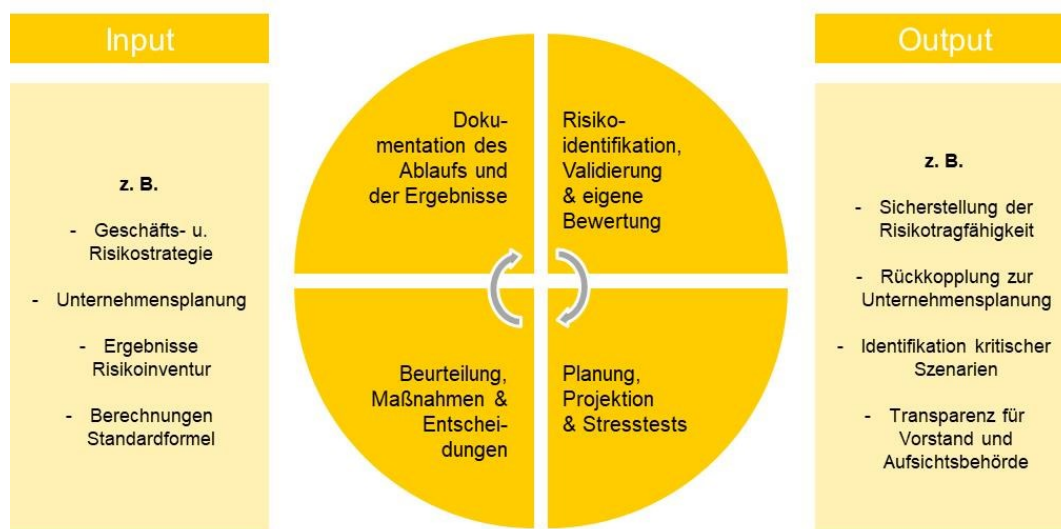 Input
z. B.
- Geschäfts- u.
Risikostrategie
- Unternehmensplanung
- Ergebnisse
Risikoinventur
- Berechnungen
Standardformel
Doku-
mentation des
Ablaufs und
der Ergebnisse
Risiko-
identifikation,
Validierung
& eigene
Bewertung
Beurteilung,
Maßnahmen &
Entschei-
dungen
Planung,
Projektion
& Stresstests
Output
z. B.
- Sicherstellung der
Risikotragfähigkeit
- Rückkopplung zur
Unternehmensplanung
- Identifikation kritischer
Szenarien
- Transparenz für
Vorstand und
Aufsichtsbehörde